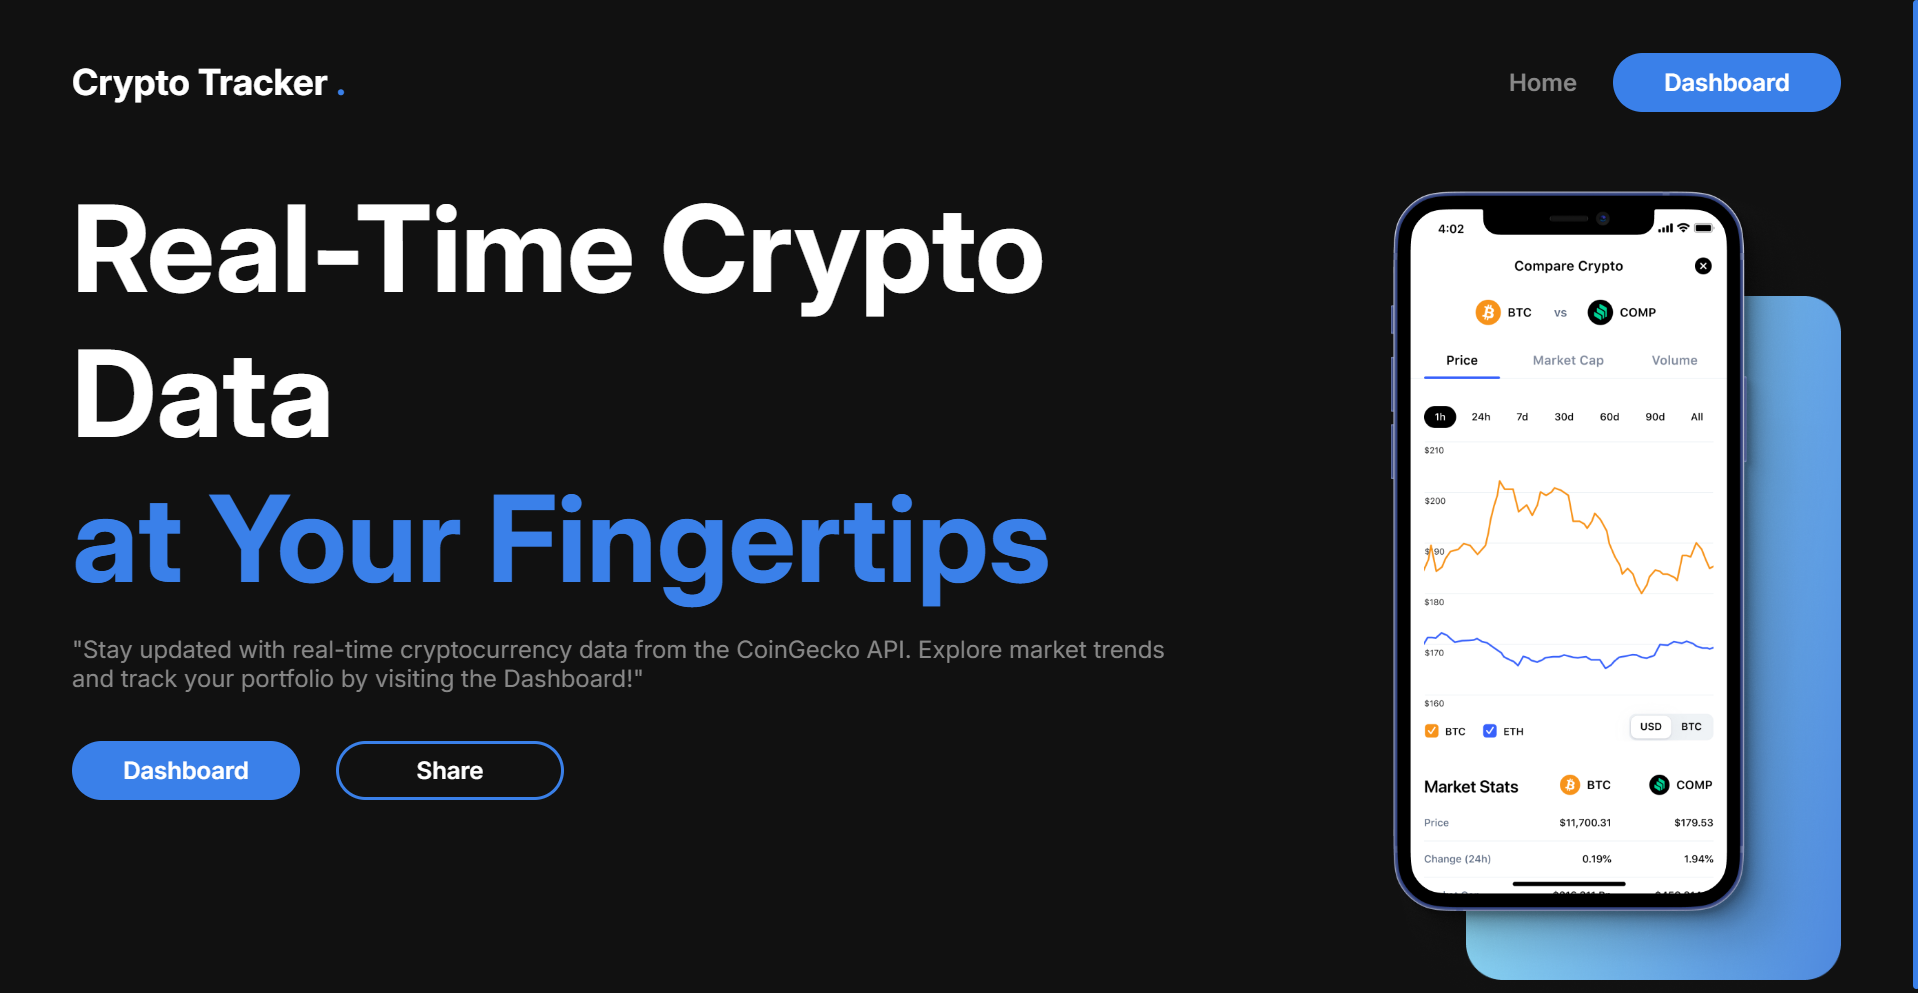 Crypto Tracker .
Home
Dashboard
Real-Time Crypto
Data
at Your Fingertips
"Stay updated with real-time cryptocurrency data from the CoinGecko API. Explore market trends
and track your portfolio by visiting the Dashboard!"
Dashboard
Share
4:02
Compare Crypto
BTC vs COMP
Price Market Cap Volume
1h 24h 7d 30d 60d 90d All
$210
$200
$190
$180
$170
$160
BTC ETH
USD BTC
Market Stats BTC COMP
Price $11,700.31 $179.53
Change (24h) 0.19% 1.94%